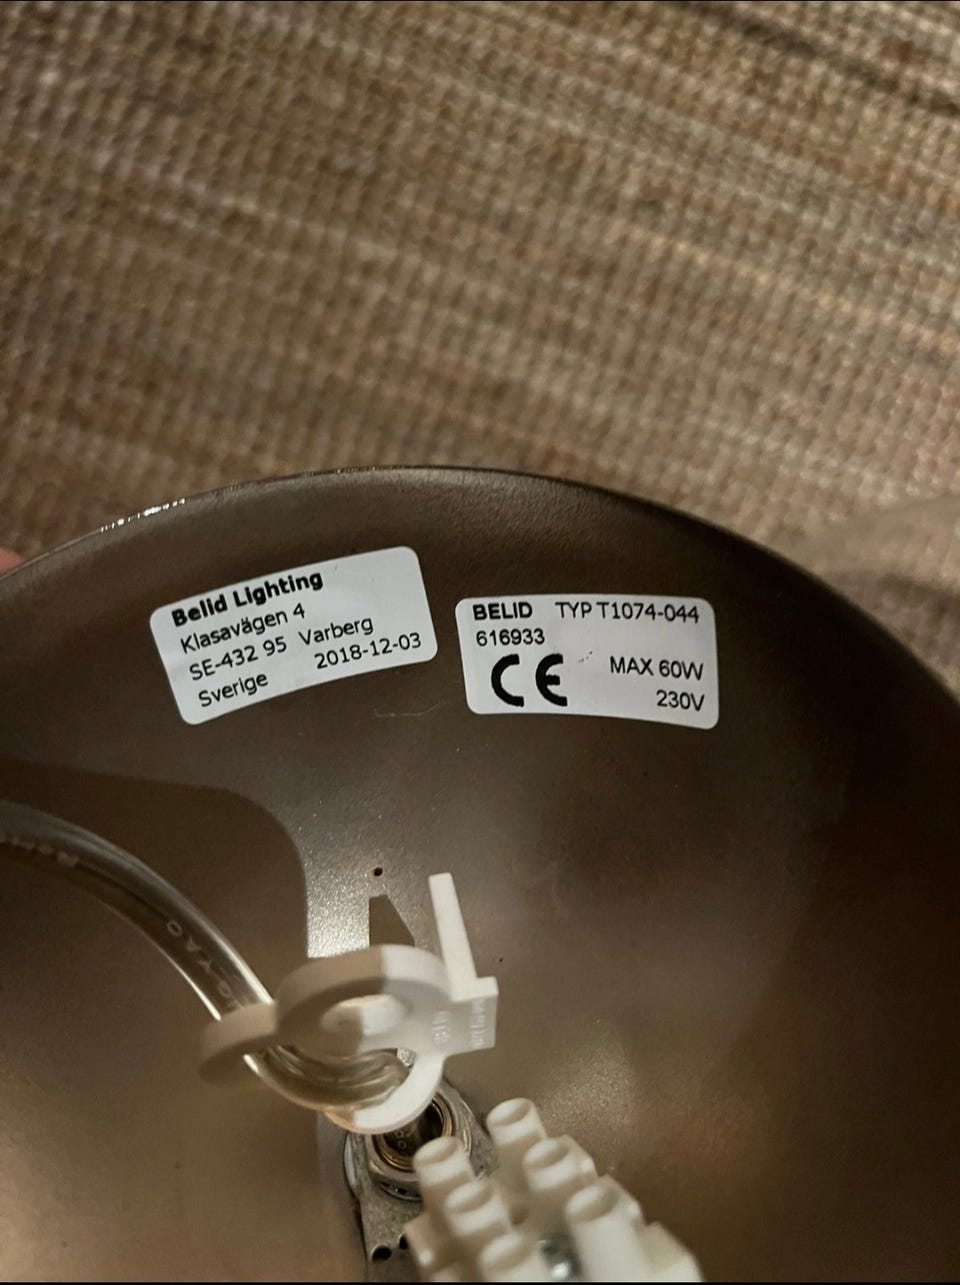 Belid Lighting
Klasavägen 4
SE-432 95 Varberg
2018-12-03
Sverige
BELID TYP T1074-044
616933
CE MAX 60W
230V